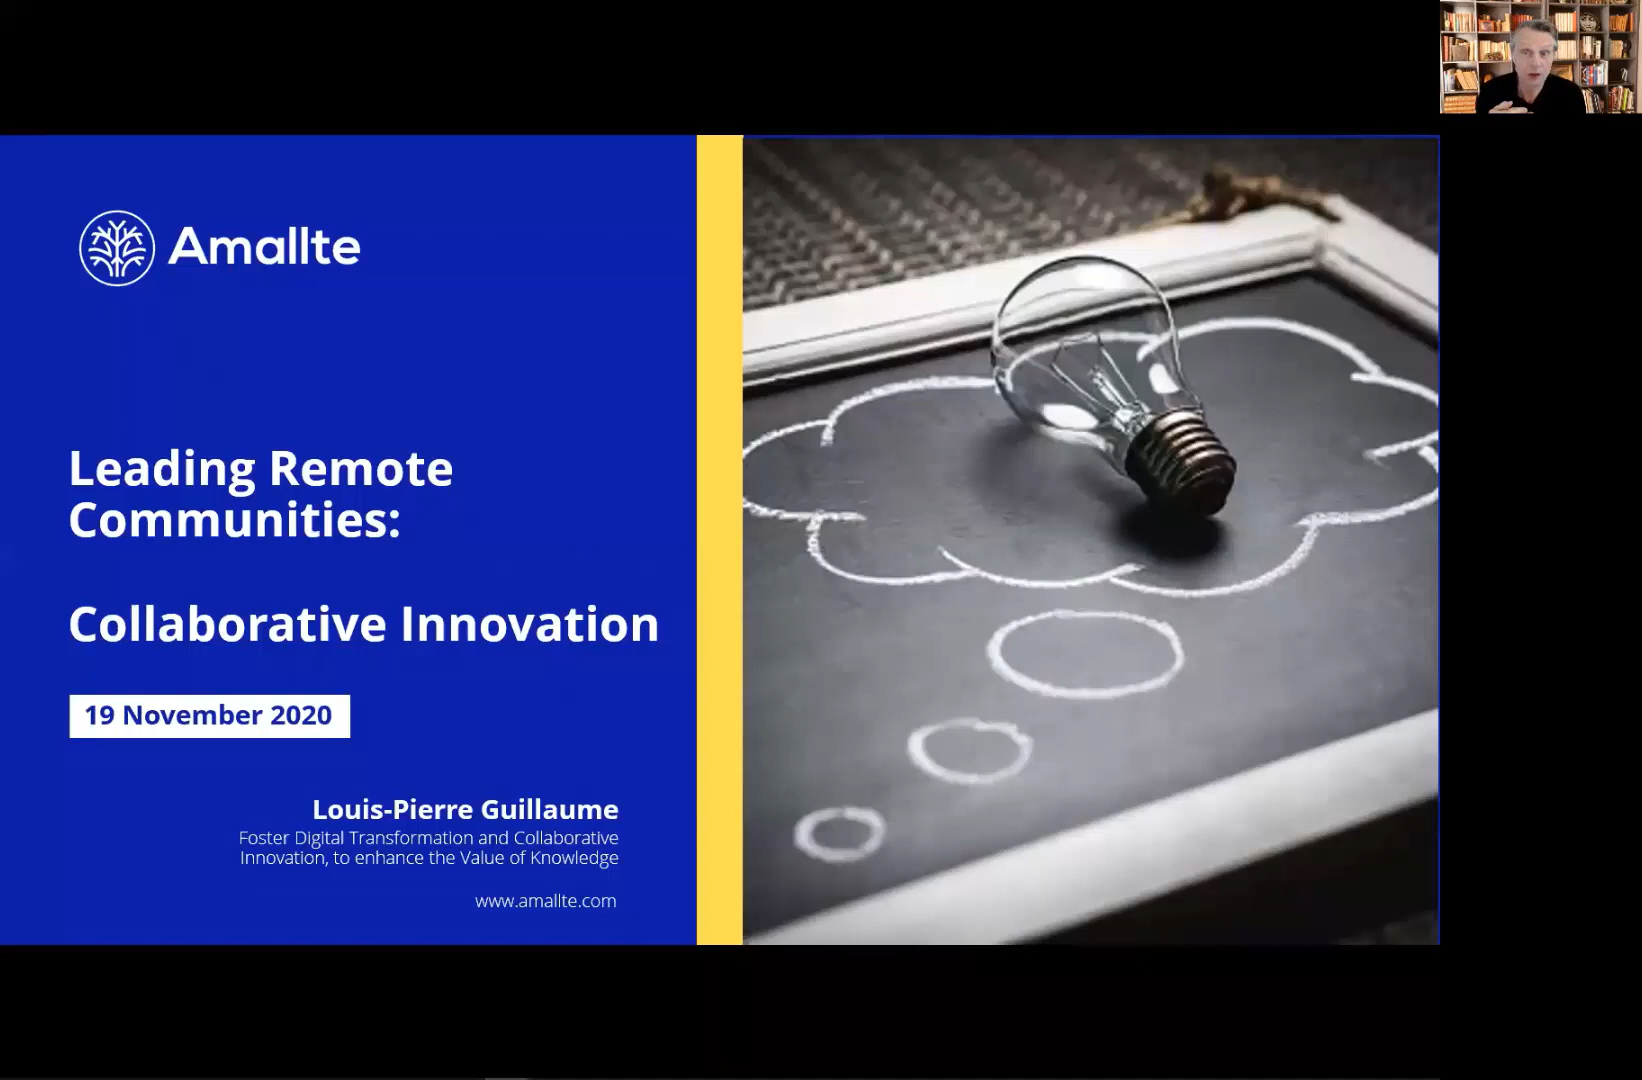 Amallte
Leading Remote
Communities:
Collaborative Innovation
19 November 2020
Louis-Pierre Guillaume
Foster Digital Transformation and Collaborative
Innovation, to enhance the Value of Knowledge
www.amallte.com